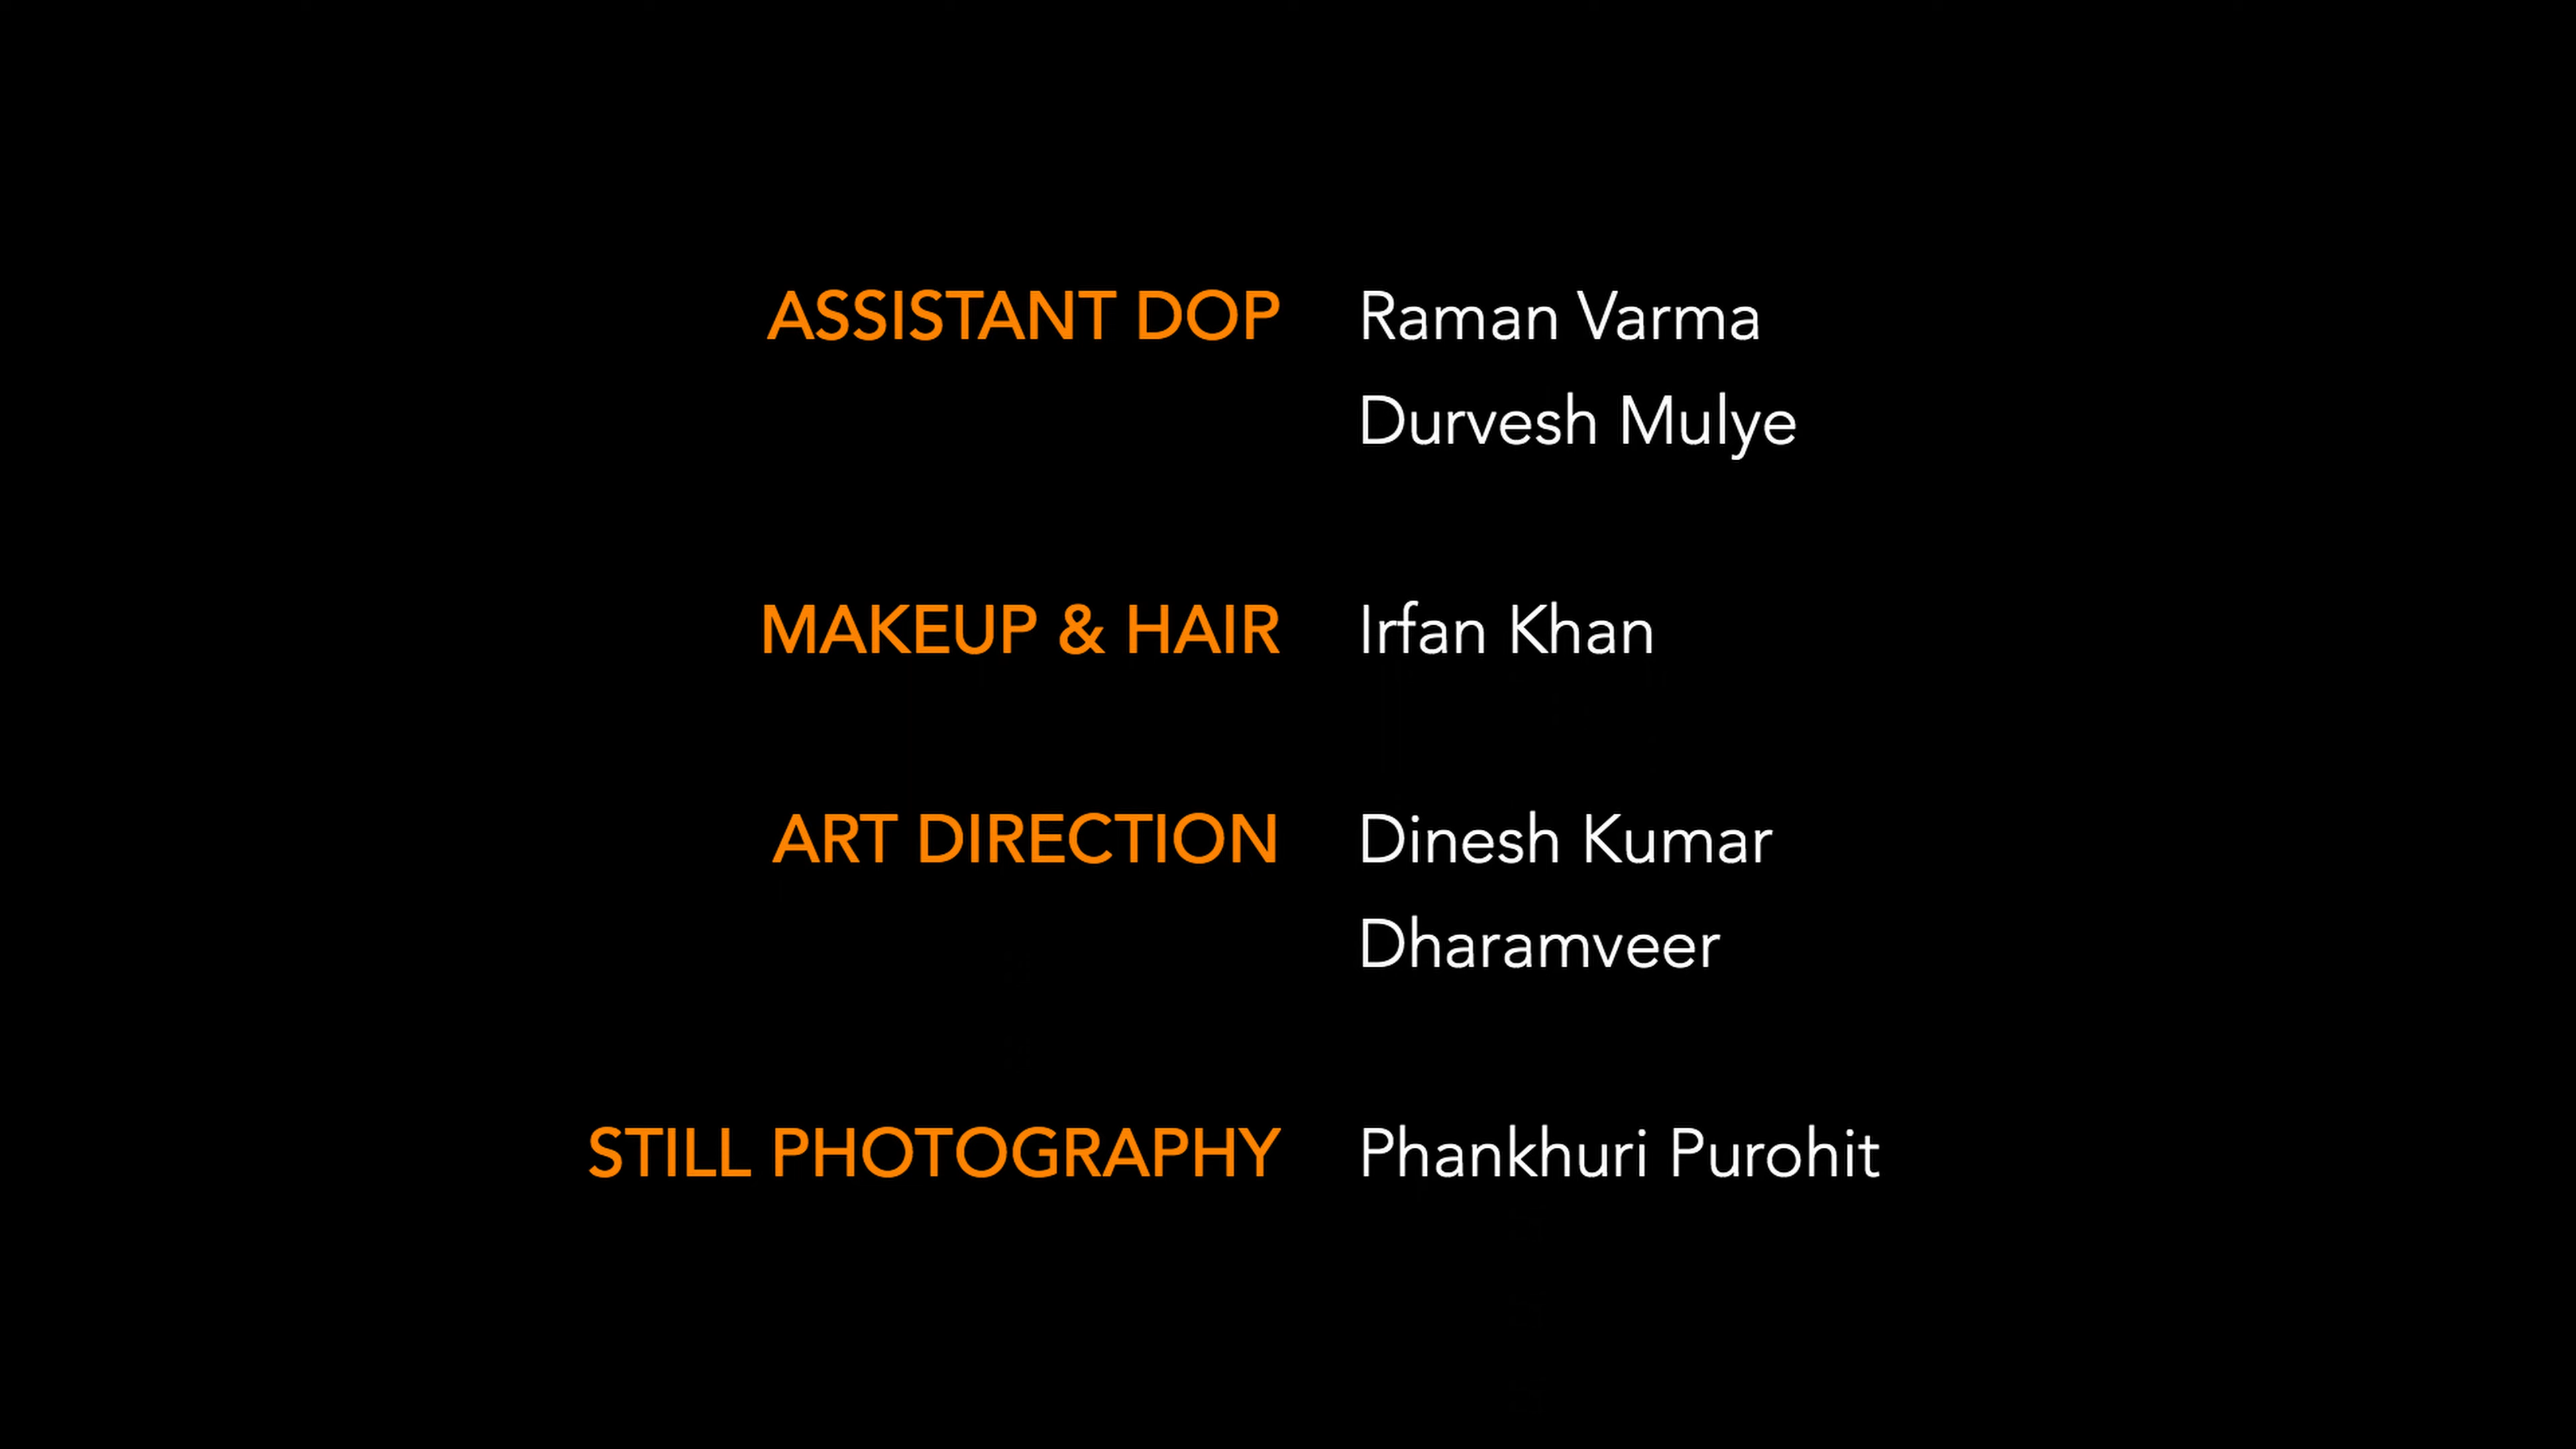 ASSISTANT DOP Raman Varma
Durvesh Mulye
MAKEUP & HAIR Irfan Khan
ART DIRECTION Dinesh Kumar
Dharamveer
STILL PHOTOGRAPHY Phankhuri Purohit